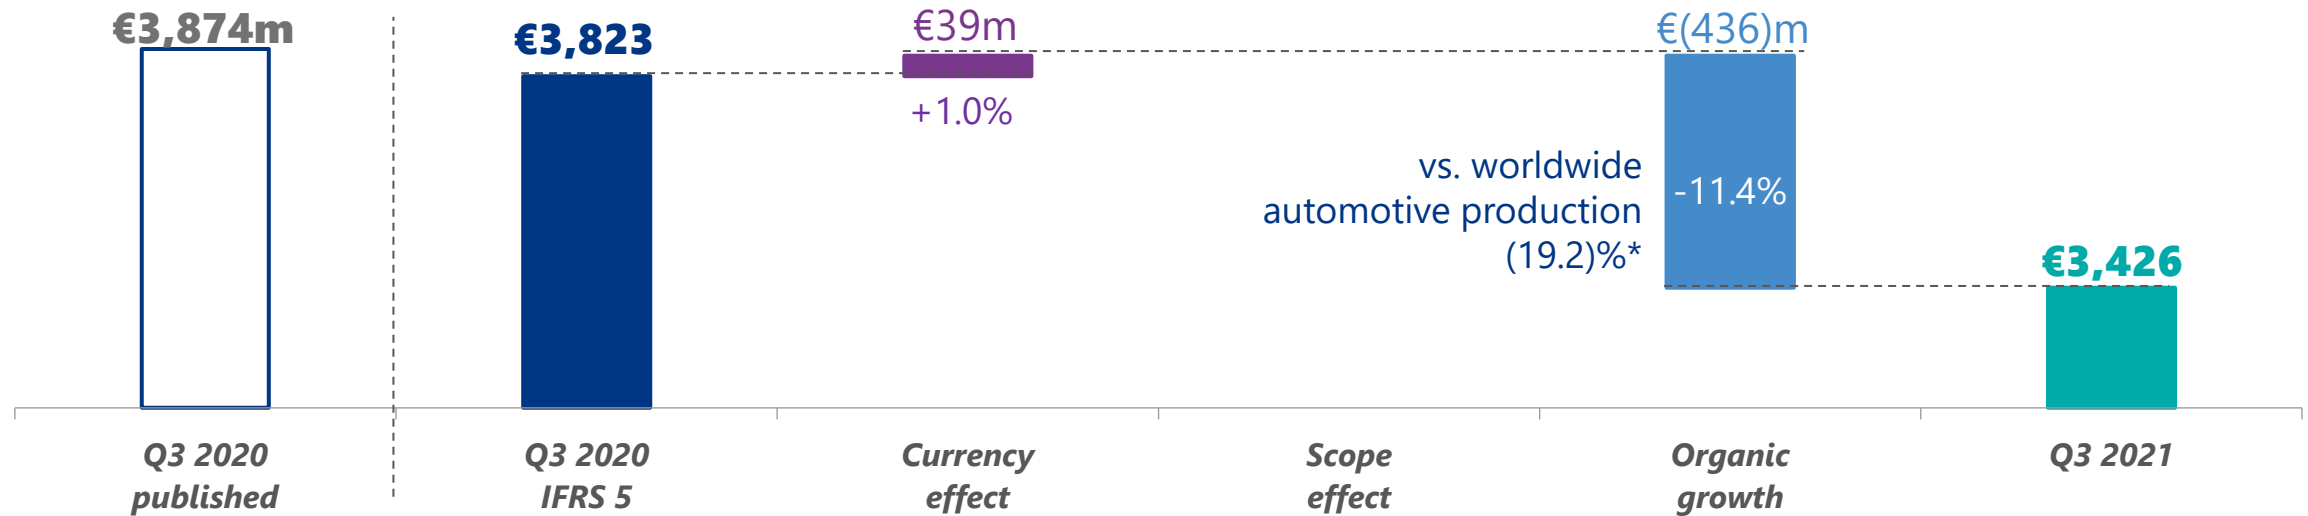 €3,874m
€3,823
€39m
€(436)m
+1.0%
vs. worldwide
automotive production
(19.2)%*
-11.4%
€3,426
Q3 2020
published
Q3 2020
IFRS 5
Currency
effect
Scope
effect
Organic
growth
Q3 2021